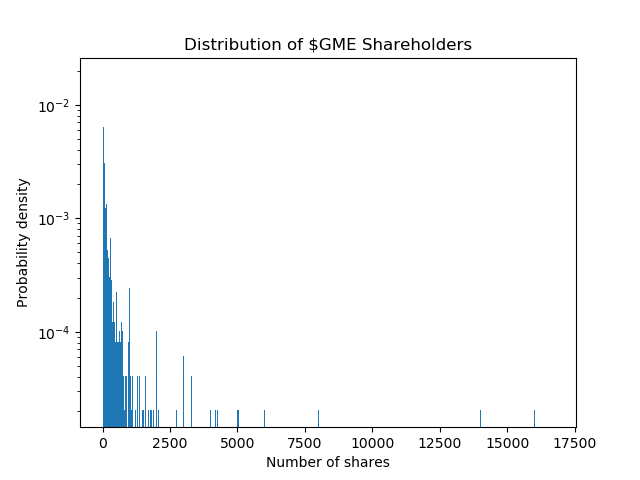 Distribution of $GME Shareholders
Probability density
10⁻²
10⁻³
10⁻⁴
0 2500 5000 7500 10000 12500 15000 17500
Number of shares